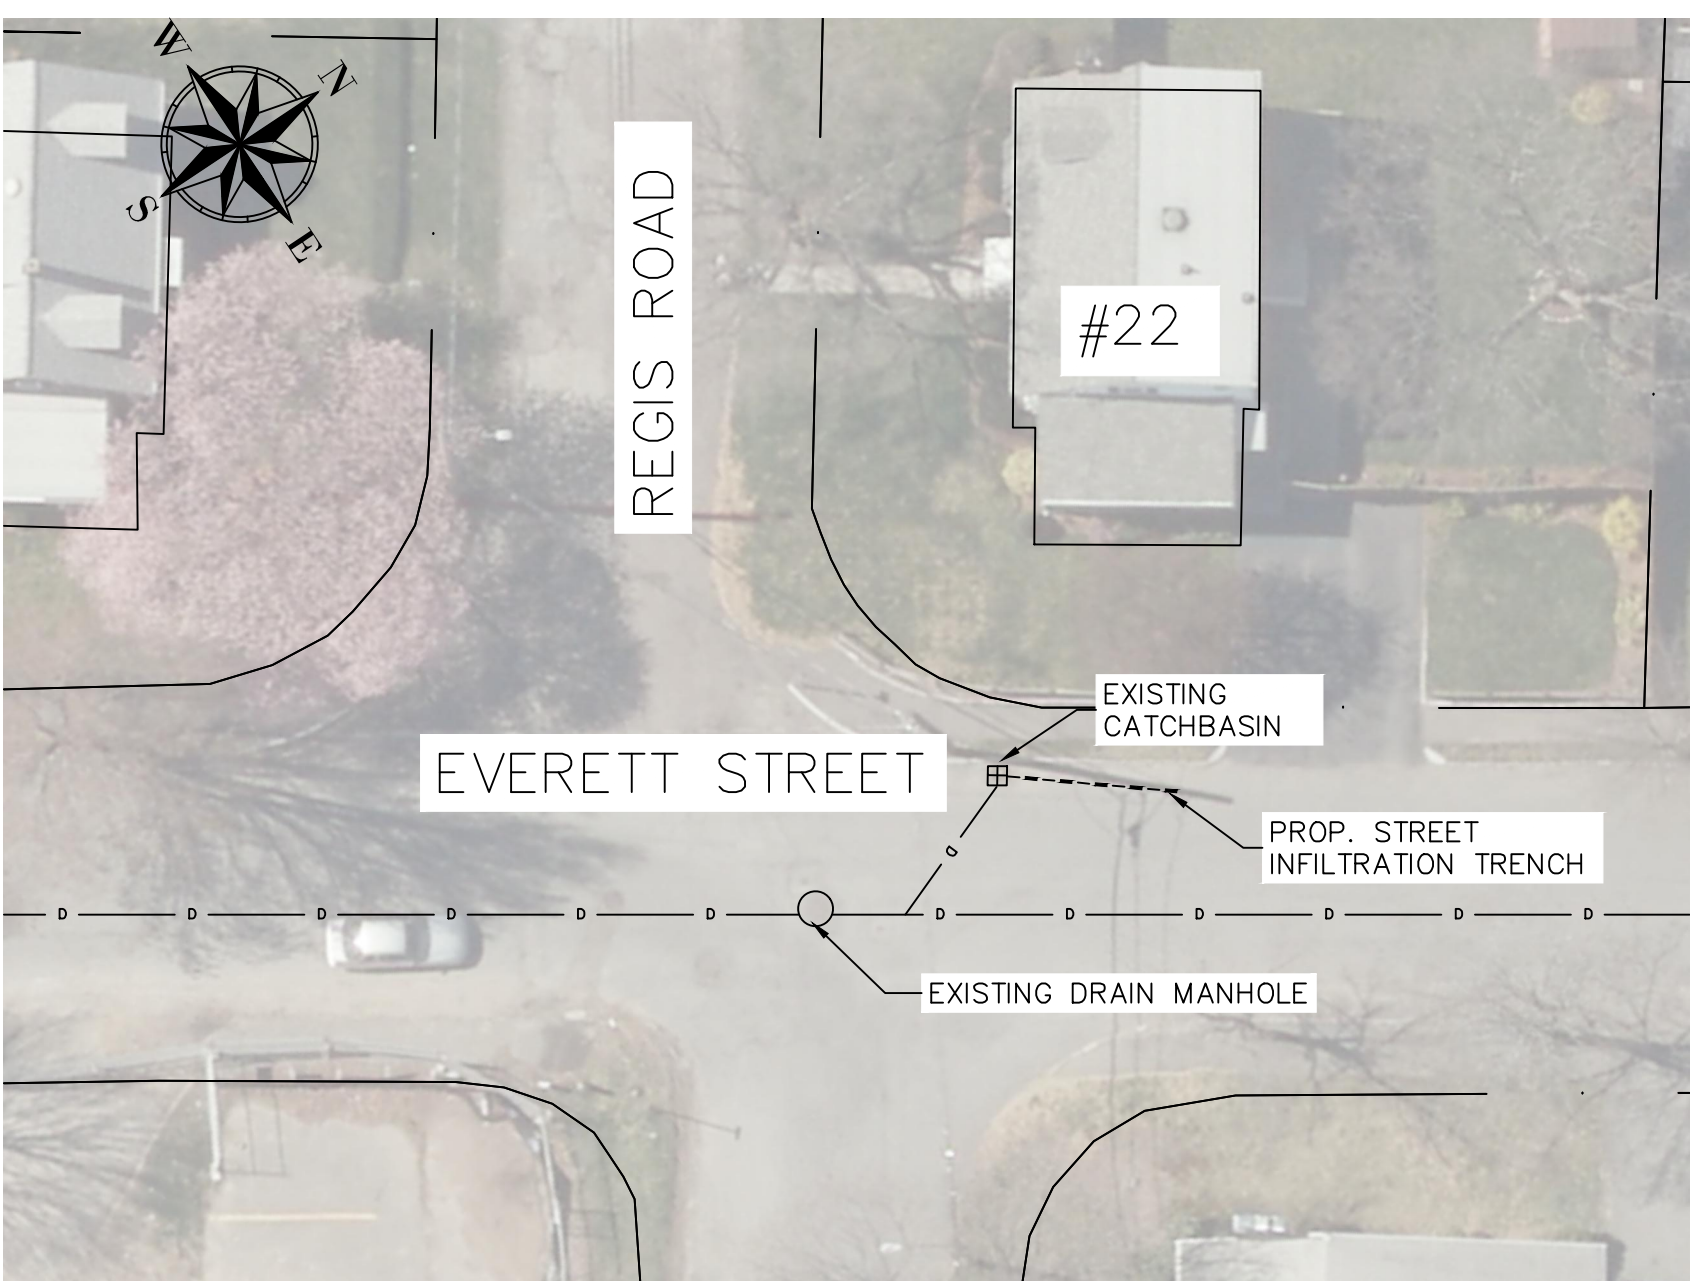 W
N
S
E
REGIS ROAD
#22
EXISTING
CATCHBASIN
EVERETT STREET
PROP. STREET
INFILTRATION TRENCH
D
D D D D D D D D D D D D
EXISTING DRAIN MANHOLE